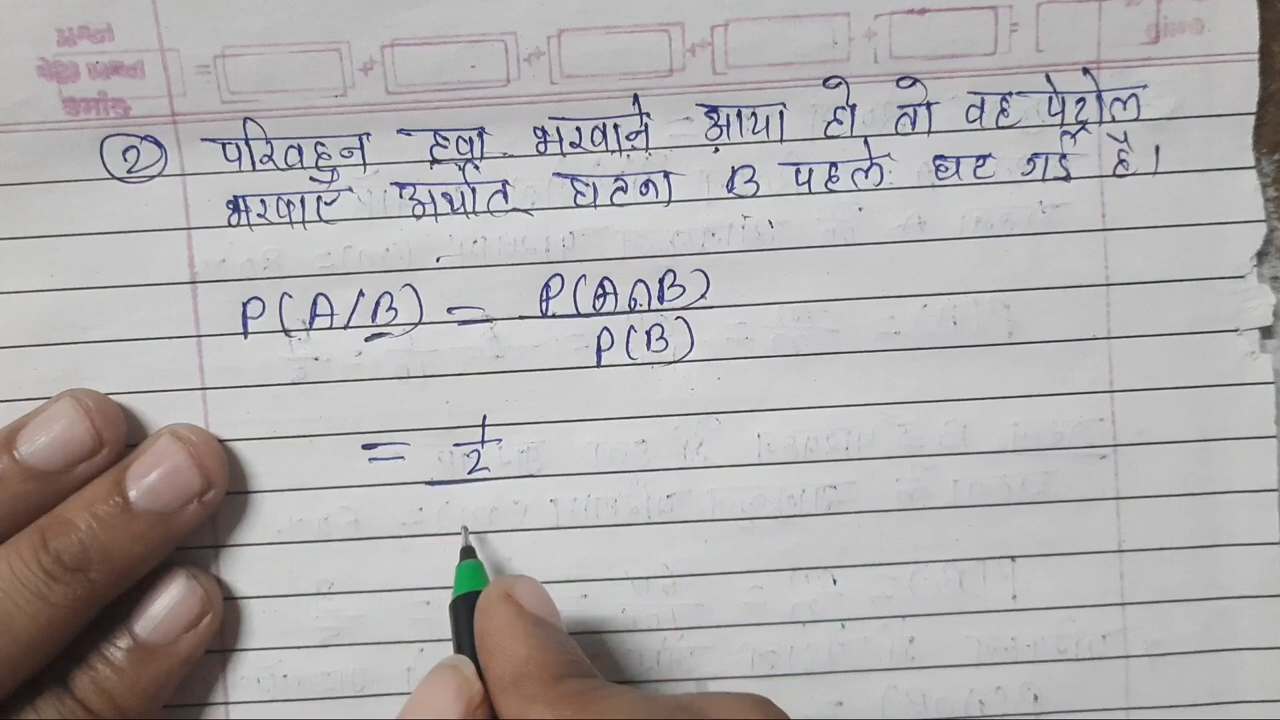 ② परिवहन हवा भरवाने आया हो तो वह पेट्रोल
भरवाएँ अर्थात घटना B पहले घट गई है।
P(A/B) = P(A∩B)
P(B)
= 1
2